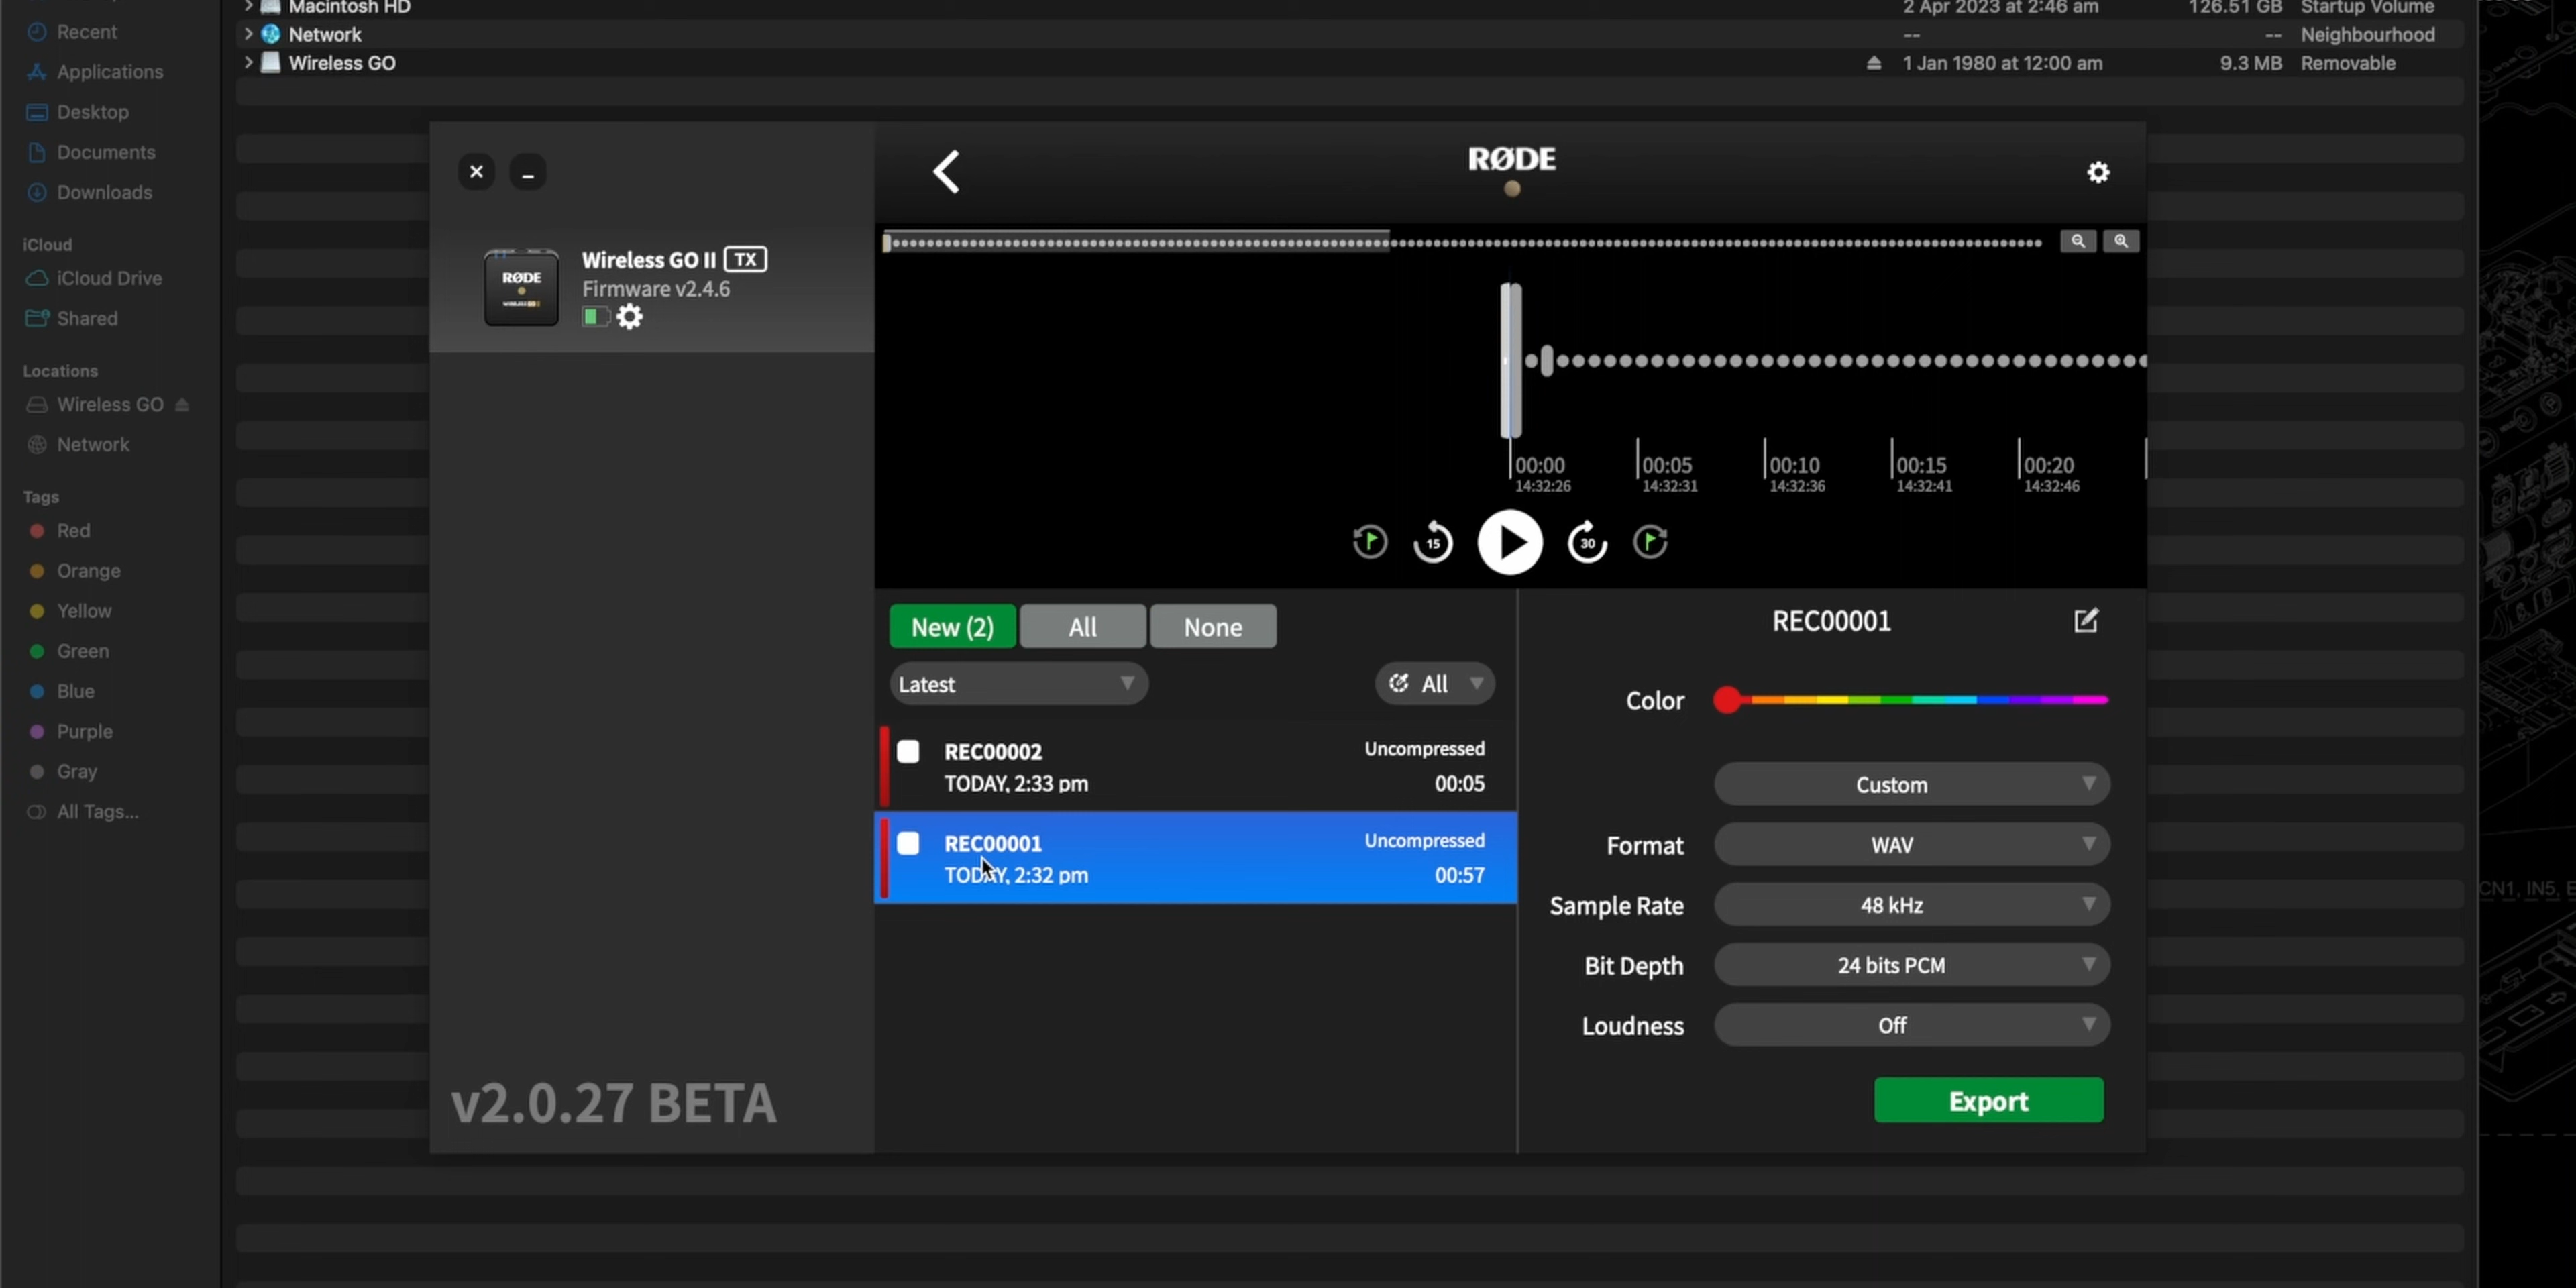 Macintosh HD 2 Apr 2023 at 2:46 am 126.51 GB Startup Volume
Recent
Network -- -- Neighbourhood
Wireless GO 1 Jan 1980 at 12:00 am 9.3 MB Removable
Applications
Desktop
Documents
Downloads
iCloud
iCloud Drive
Shared
Locations
Wireless GO
Network
Tags
Red
Orange
Yellow
Green
Blue
Purple
Gray
All Tags...
RØDE
RØDE
Wireless GO II TX
Firmware v2.4.6
00:00 00:05 00:10 00:15 00:20
14:32:26 14:32:31 14:32:36 14:32:41 14:32:46
15 30
New (2) All None
Latest All
REC00002 Uncompressed
TODAY, 2:33 pm 00:05
REC00001 Uncompressed
TODAY, 2:32 pm 00:57
v2.0.27 BETA
REC00001
Color
Custom
Format WAV
Sample Rate 48 kHz
Bit Depth 24 bits PCM
Loudness Off
Export
CN1, IN5,